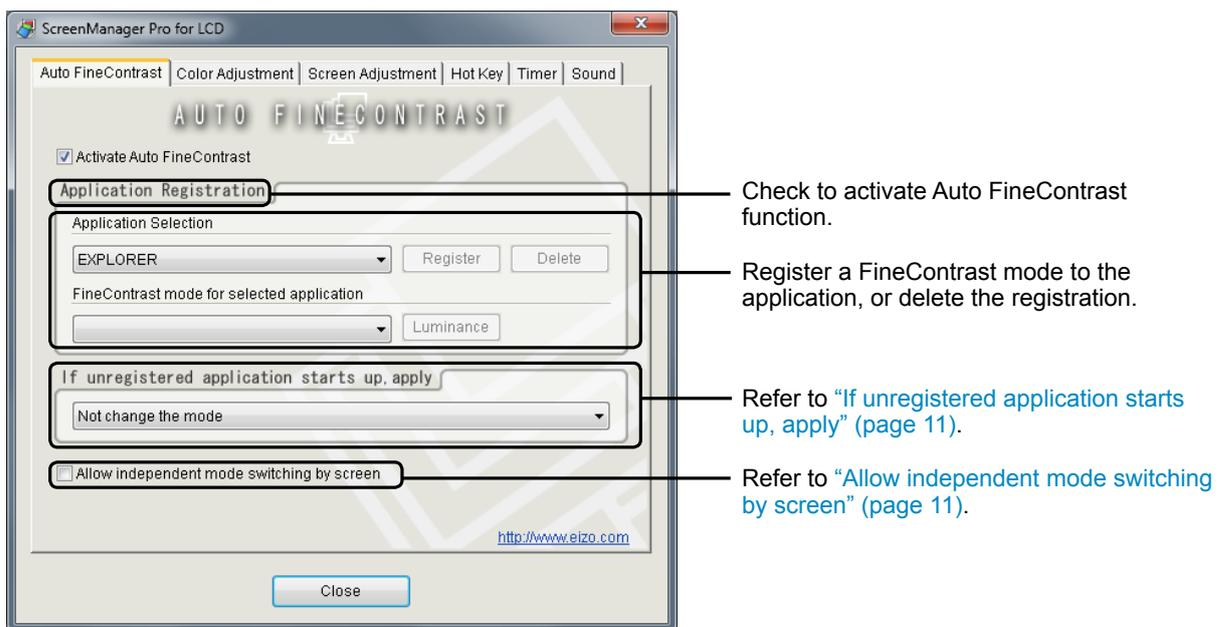 ScreenManager Pro for LCD
Auto FineContrast Color Adjustment Screen Adjustment Hot Key Timer Sound
AUTO FINECONTRAST
Activate Auto FineContrast
Application Registration
Application Selection
EXPLORER Register Delete
FineContrast mode for selected application
Luminance
If unregistered application starts up, apply
Not change the mode
Allow independent mode switching by screen
http://www.eizo.com
Close
Check to activate Auto FineContrast
function.
Register a FineContrast mode to the
application, or delete the registration.
Refer to “If unregistered application starts
up, apply” (page 11).
Refer to “Allow independent mode switching
by screen” (page 11).